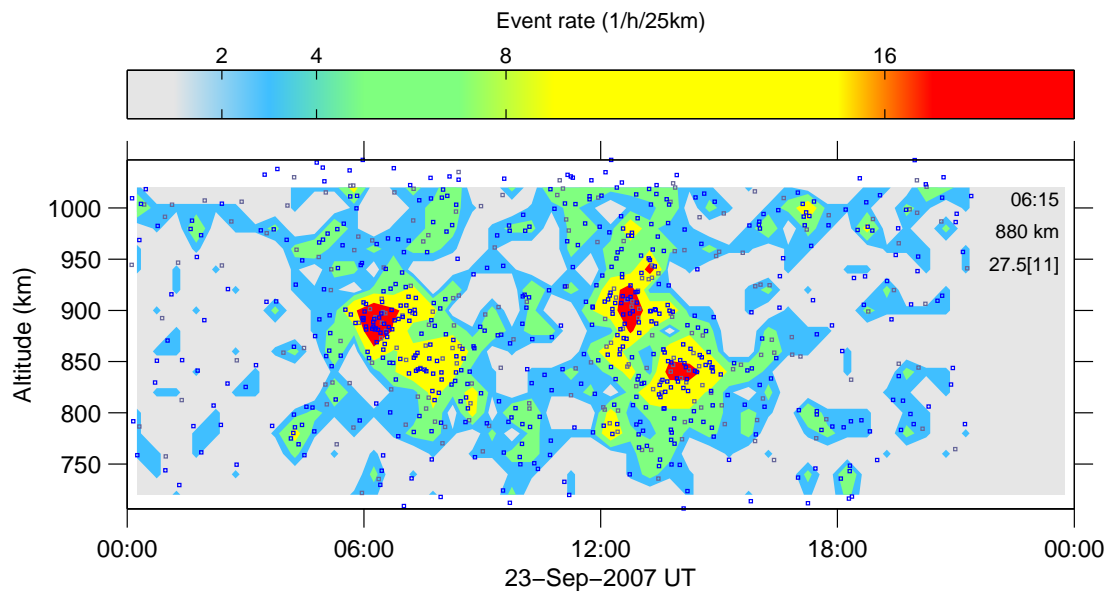 Event rate (1/h/25km)
2 4 8 16
Altitude (km)
1000
950
900
850
800
750
06:15
880 km
27.5[11]
00:00 06:00 12:00 18:00 00:00
23−Sep−2007 UT